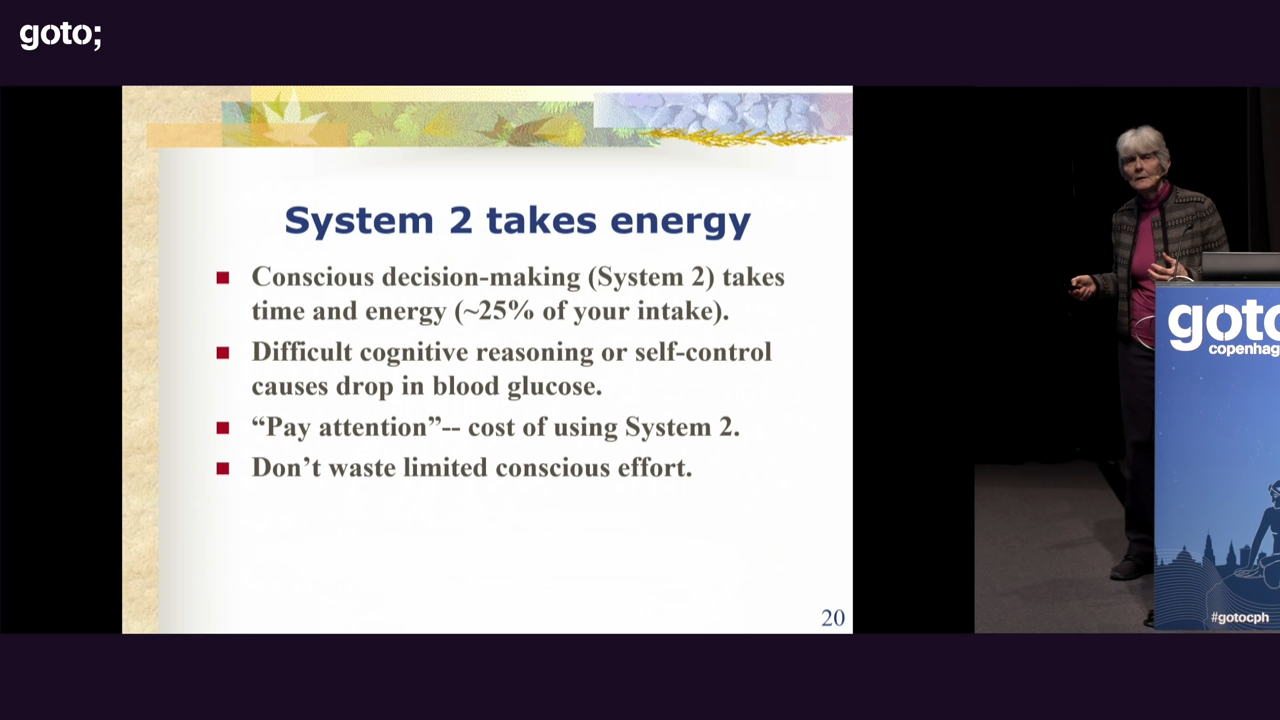 goto;
System 2 takes energy
Conscious decision-making (System 2) takes
time and energy (~25% of your intake).
Difficult cognitive reasoning or self-control
causes drop in blood glucose.
“Pay attention”-- cost of using System 2.
Don’t waste limited conscious effort.
20
goto
copenhag
#gotocph